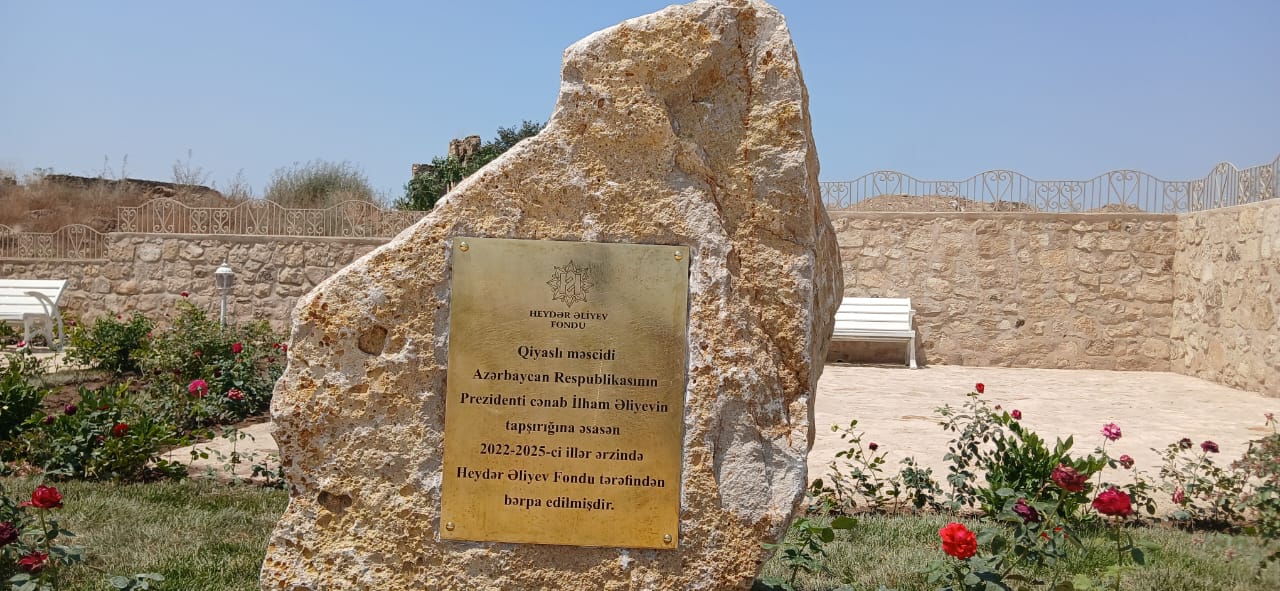 HEYDƏR ƏLİYEV
FONDU
Qiyaslı məscidi
Azərbaycan Respublikasının
Prezidenti cənab İlham Əliyevin
tapşırığına əsasən
2022-2025-ci illər ərzində
Heydər Əliyev Fondu tərəfindən
bərpa edilmişdir.